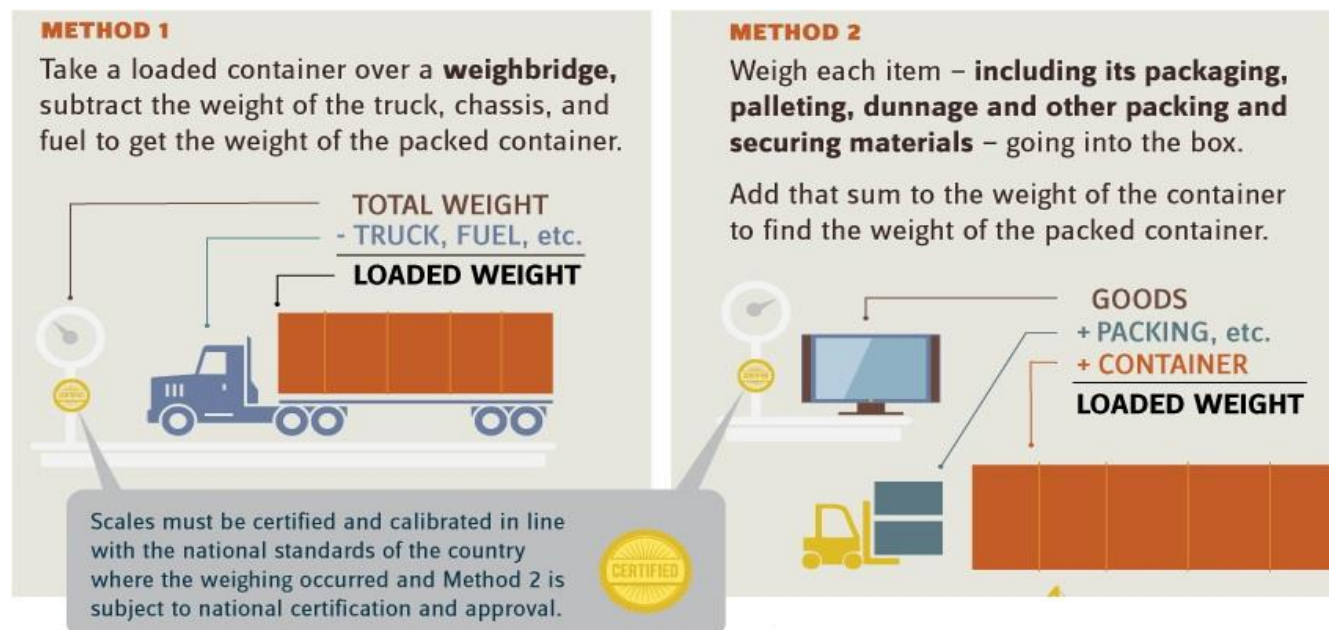 METHOD 1
Take a loaded container over a weighbridge,
subtract the weight of the truck, chassis, and
fuel to get the weight of the packed container.
TOTAL WEIGHT
- TRUCK, FUEL, etc.
LOADED WEIGHT
CERTIFIED
METHOD 2
Weigh each item – including its packaging,
palleting, dunnage and other packing and
securing materials – going into the box.
Add that sum to the weight of the container
to find the weight of the packed container.
GOODS
+ PACKING, etc.
+ CONTAINER
LOADED WEIGHT
CERTIFIED
Scales must be certified and calibrated in line
with the national standards of the country
where the weighing occurred and Method 2 is
subject to national certification and approval.
CERTIFIED